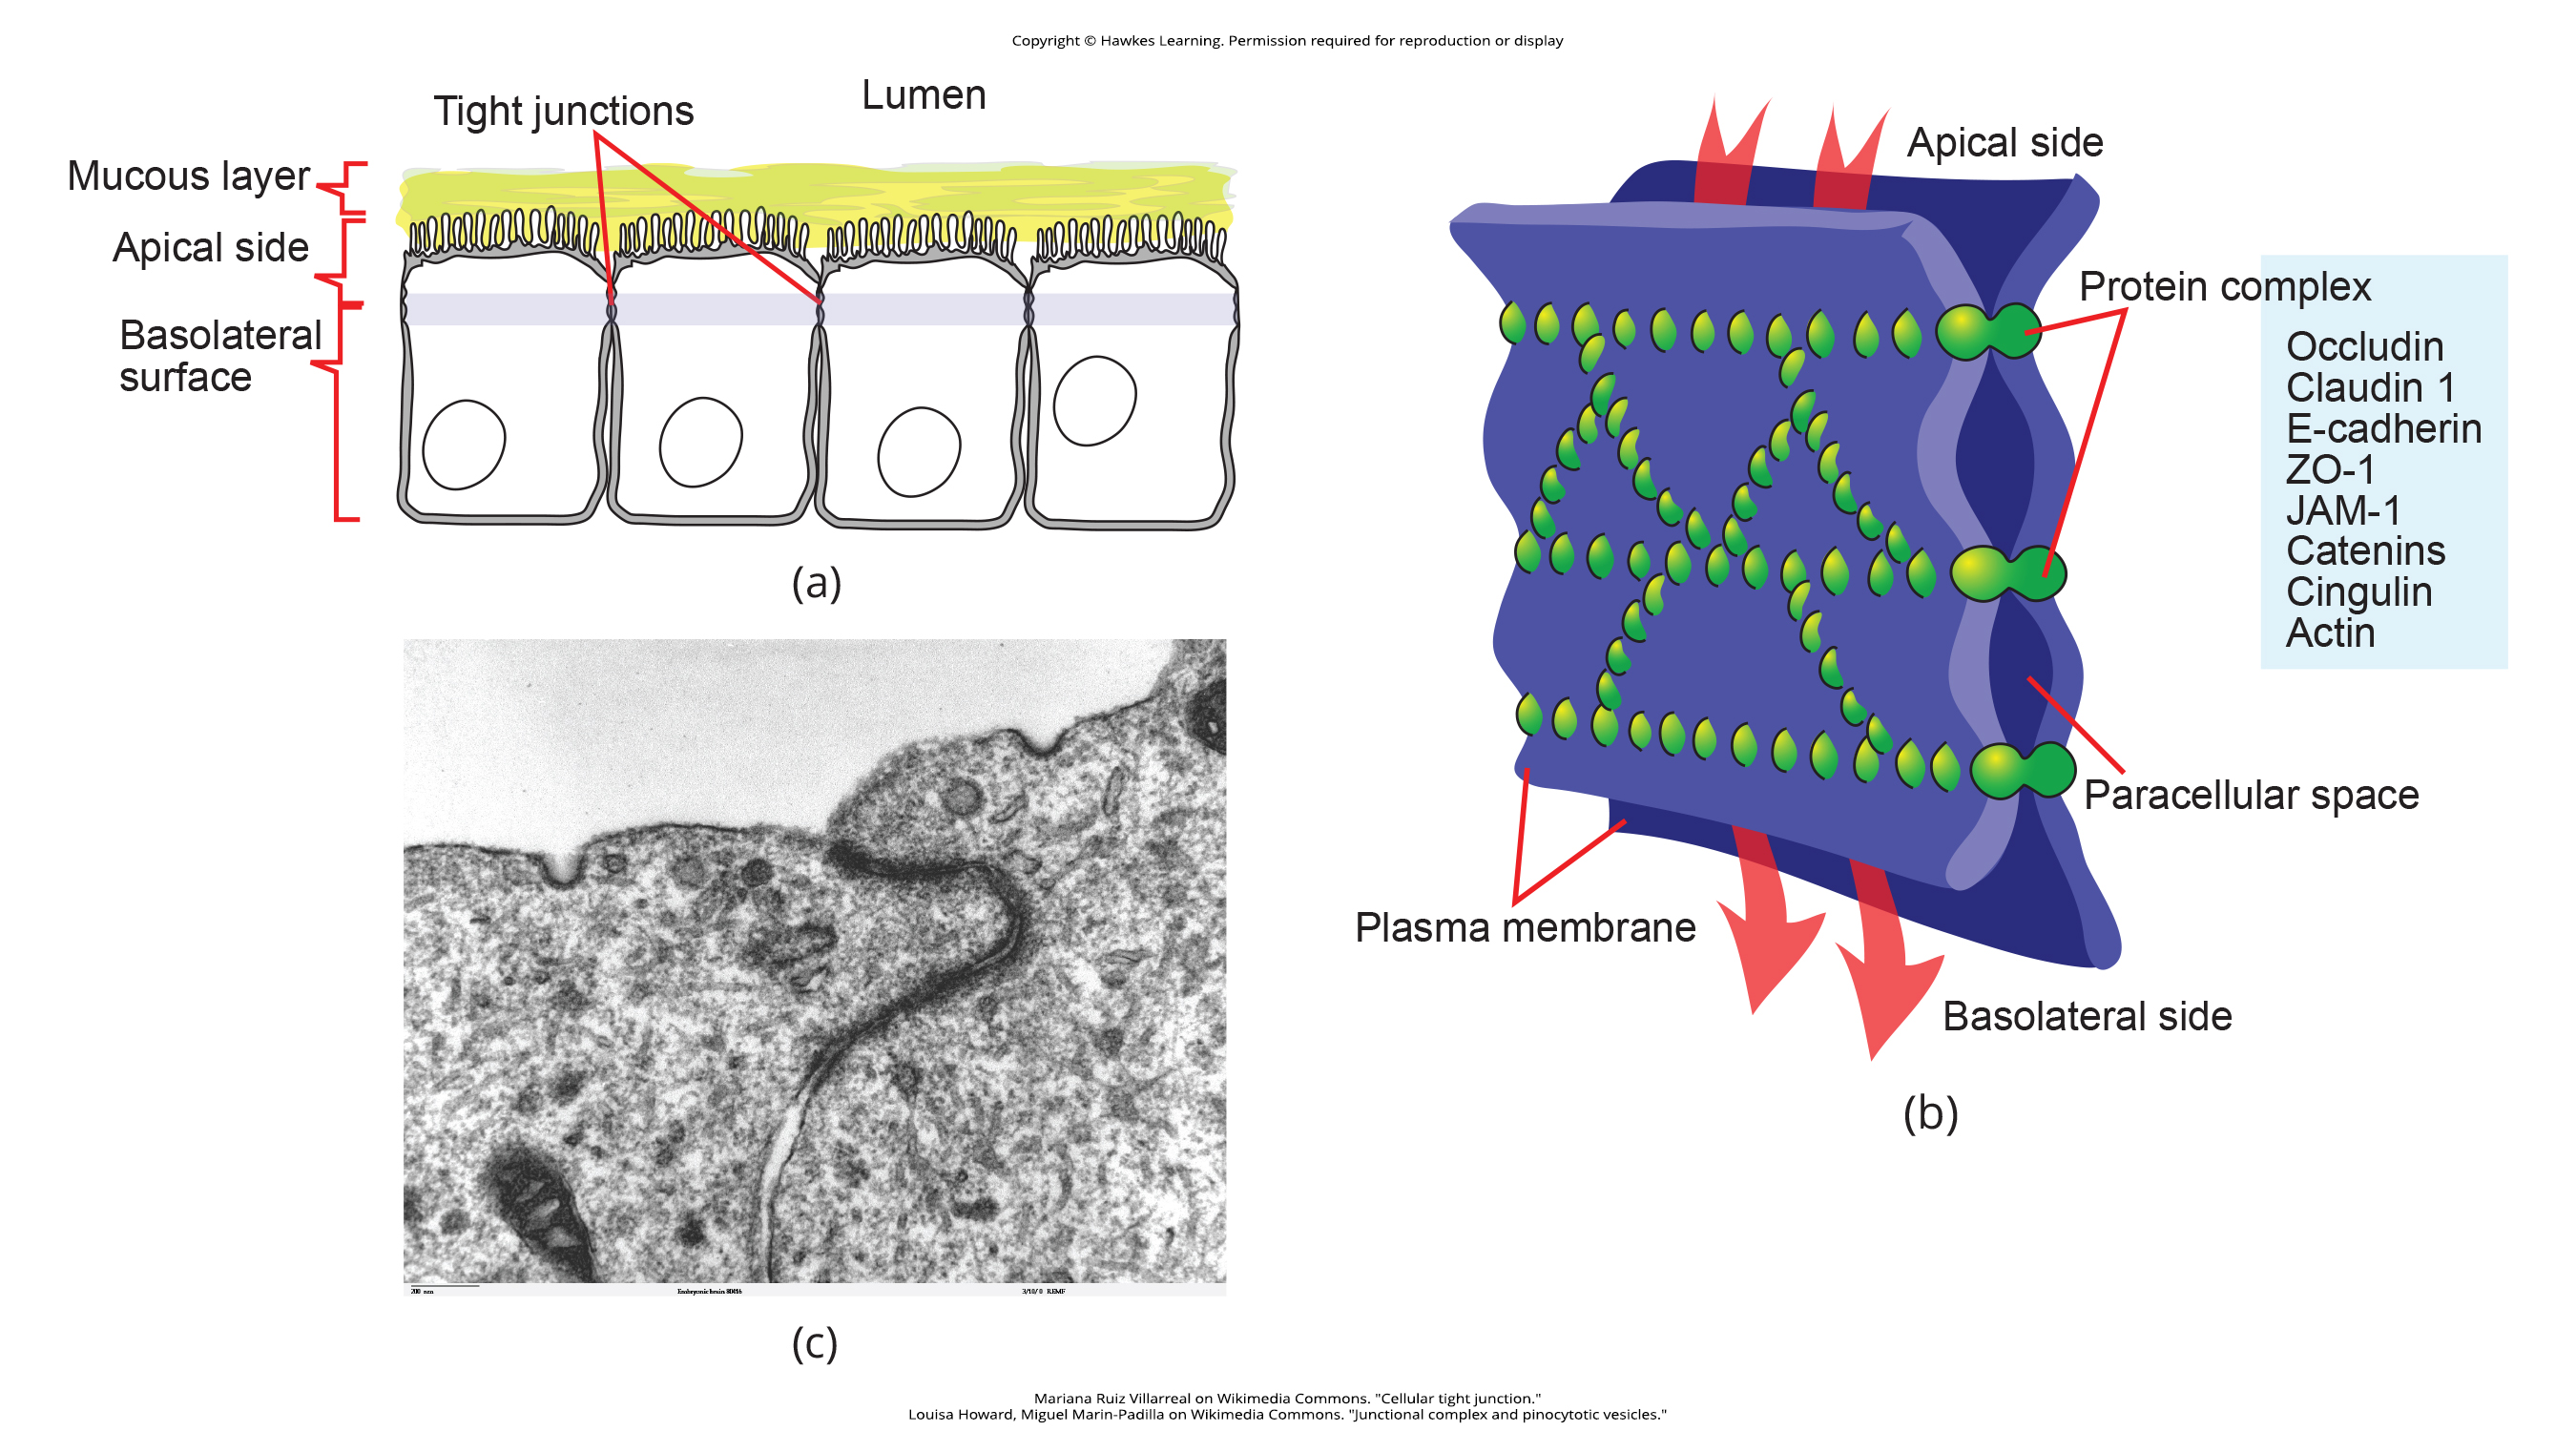 Copyright © Hawkes Learning. Permission required for reproduction or display
Tight junctions
Lumen
Mucous layer
Apical side
Basolateral
surface
(a)
Apical side
Protein complex
Occludin
Claudin 1
E-cadherin
ZO-1
JAM-1
Catenins
Cingulin
Actin
Paracellular space
Plasma membrane
Basolateral side
(b)
200 nm
REMF
(c)
Mariana Ruiz Villarreal on Wikimedia Commons. "Cellular tight junction."
Louisa Howard, Miguel Marin-Padilla on Wikimedia Commons. "Junctional complex and pinocytotic vesicles."